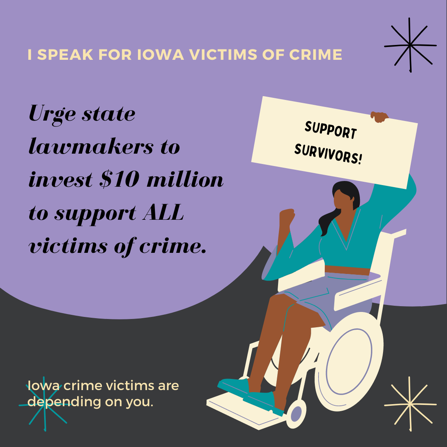 I SPEAK FOR IOWA VICTIMS OF CRIME
Urge state
lawmakers to
invest $10 million
to support ALL
victims of crime.
SUPPORT
SURVIVORS!
Iowa crime victims are
depending on you.